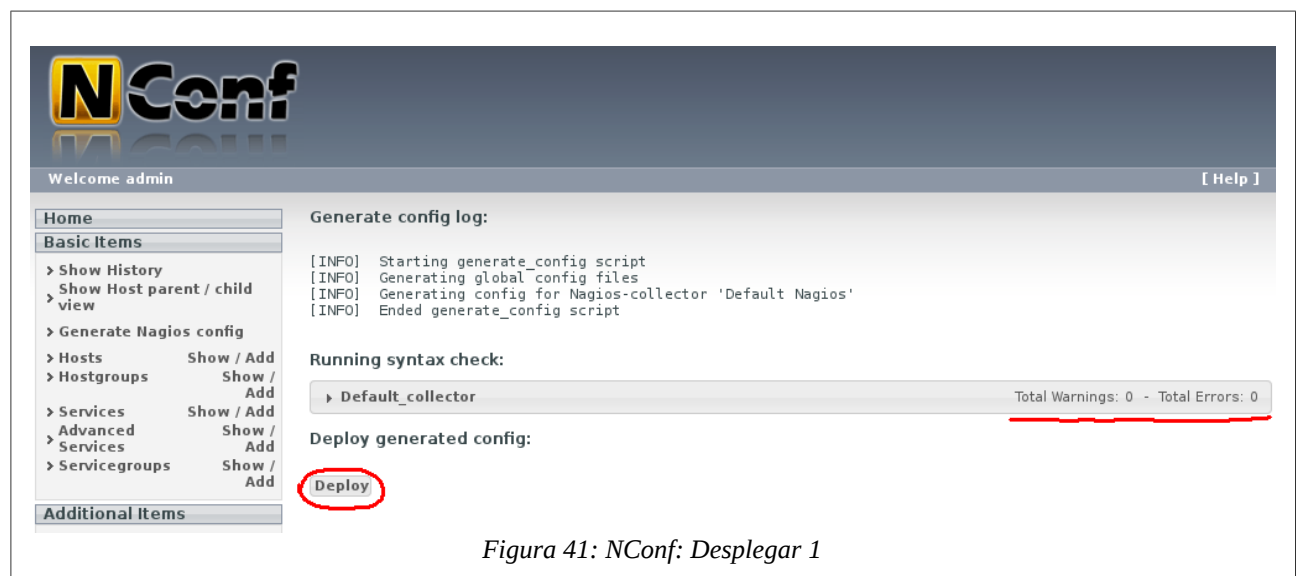 NConf
Welcome admin
[ Help ]
Home
Basic Items
Show History
Show Host parent / child
view
Generate Nagios config
Hosts Show / Add
Hostgroups Show /
Add
Services Show / Add
Advanced Show /
Services Add
Servicegroups Show /
Add
Additional Items
Generate config log:
[INFO] Starting generate_config script
[INFO] Generating global config files
[INFO] Generating config for Nagios-collector 'Default Nagios'
[INFO] Ended generate_config script
Running syntax check:
Default_collector Total Warnings: 0 - Total Errors: 0
Deploy generated config:
Deploy
Figura 41: NConf: Desplegar 1